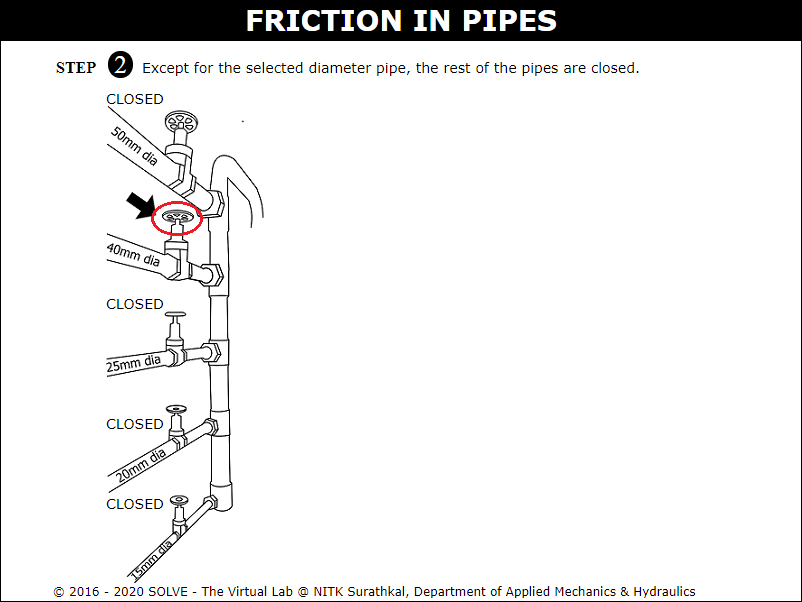 FRICTION IN PIPES
STEP 2 Except for the selected diameter pipe, the rest of the pipes are closed.
CLOSED
50mm dia
40mm dia
CLOSED
25mm dia
CLOSED
20mm dia
CLOSED
15mm dia
© 2016 - 2020 SOLVE - The Virtual Lab @ NITK Surathkal, Department of Applied Mechanics & Hydraulics